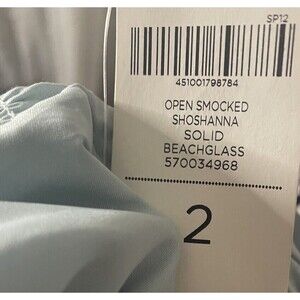 SP12
451001798784
OPEN SMOCKED
SHOSHANNA
SOLID
BEACHGLASS
570034968
2